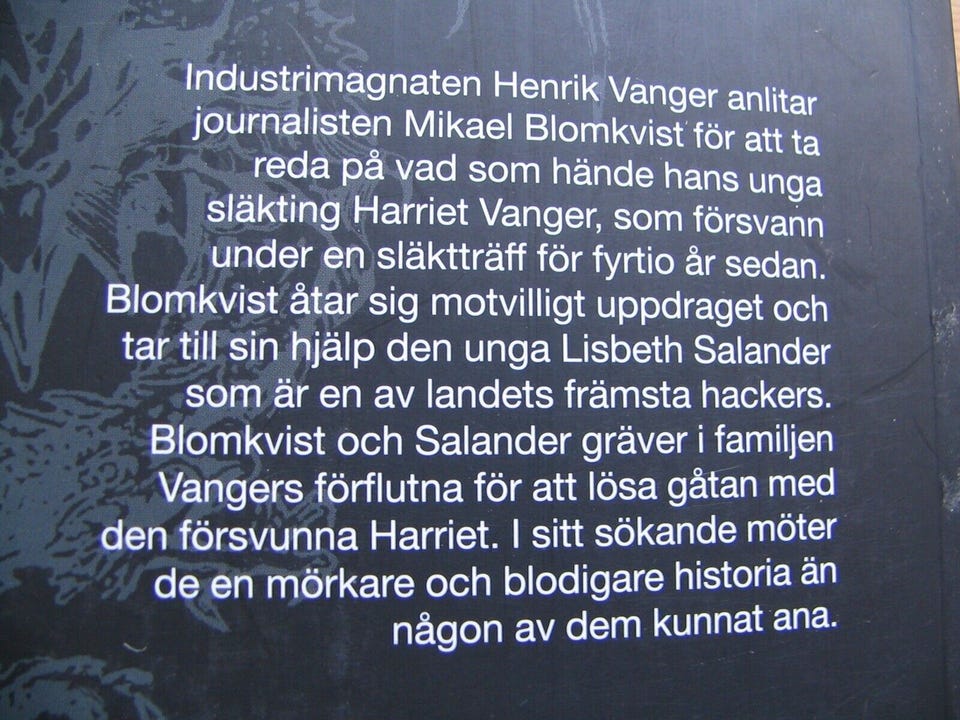 Industrimagnaten Henrik Vanger anlitar
journalisten Mikael Blomkvist för att ta
reda på vad som hände hans unga
släkting Harriet Vanger, som försvann
under en släktträff för fyrtio år sedan.
Blomkvist åtar sig motvilligt uppdraget och
tar till sin hjälp den unga Lisbeth Salander
som är en av landets främsta hackers.
Blomkvist och Salander gräver i familjen
Vangers förflutna för att lösa gåtan med
den försvunna Harriet. I sitt sökande möter
de en mörkare och blodigare historia än
någon av dem kunnat ana.